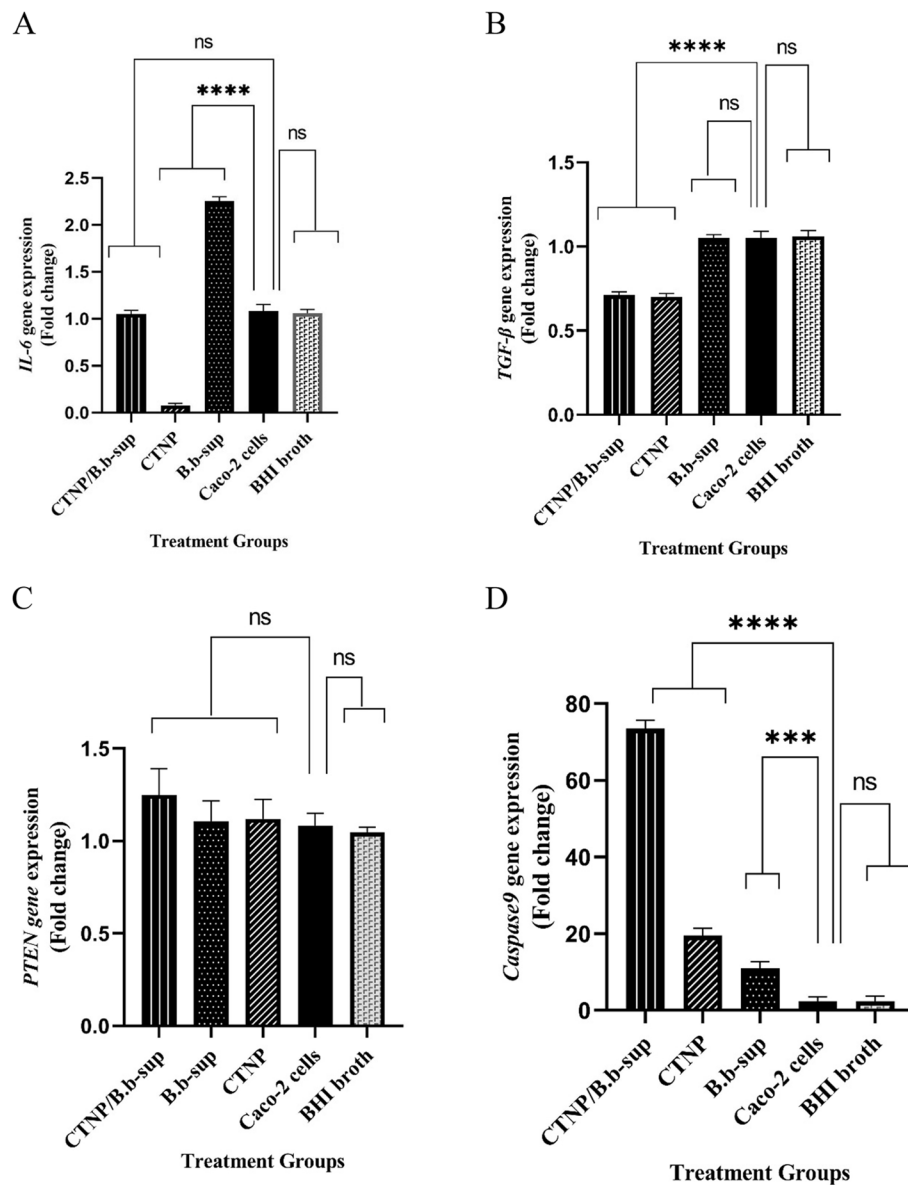 A
ns
****
ns
IL-6 gene expression
(Fold change)
2.5
2.0
1.5
1.0
0.5
0.0
CTNP/B.b-sup
CTNP
B.b-sup
Caco-2 cells
BHI broth
Treatment Groups
B
****
ns
ns
TGF-β gene expression
(Fold change)
1.5
1.0
0.5
0.0
CTNP/B.b-sup
CTNP
B.b-sup
Caco-2 cells
BHI broth
Treatment Groups
C
ns
ns
PTEN gene expression
(Fold change)
1.5
1.0
0.5
0.0
CTNP/B.b-sup
B.b-sup
CTNP
Caco-2 cells
BHI broth
Treatment Groups
D
****
***
ns
Caspase9 gene expression
(Fold change)
80
60
40
20
0
CTNP/B.b-sup
CTNP
B.b-sup
Caco-2 cells
BHI broth
Treatment Groups